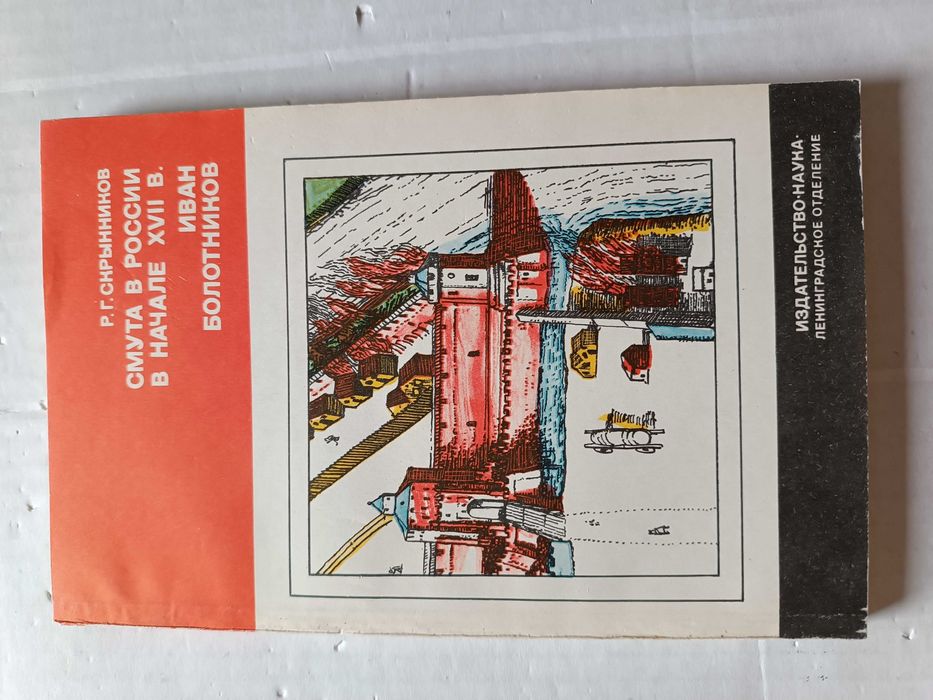 Р.Г. СКРЫННИКОВ
СМУТА В РОССИИ
В НАЧАЛЕ XVII В.
ИВАН
БОЛОТНИКОВ
ИЗДАТЕЛЬСТВО·НАУКА·
ЛЕНИНГРАДСКОЕ ОТДЕЛЕНИЕ